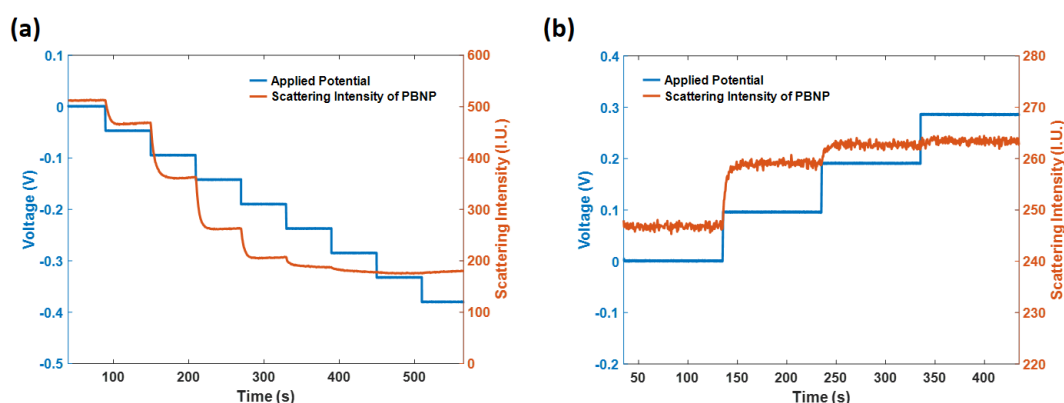 (a)
0.1
0
-0.1
-0.2
-0.3
-0.4
-0.5
Voltage (V)
Applied Potential
Scattering Intensity of PBNP
600
500
400
300
200
100
0
Scattering Intensity (I.U.)
100 200 300 400 500
Time (s)
(b)
0.4
0.3
0.2
0.1
0
-0.1
-0.2
Voltage (V)
Applied Potential
Scattering Intensity of PBNP
280
270
260
250
240
230
220
Scattering Intensity (I.U.)
50 100 150 200 250 300 350 400
Time (s)